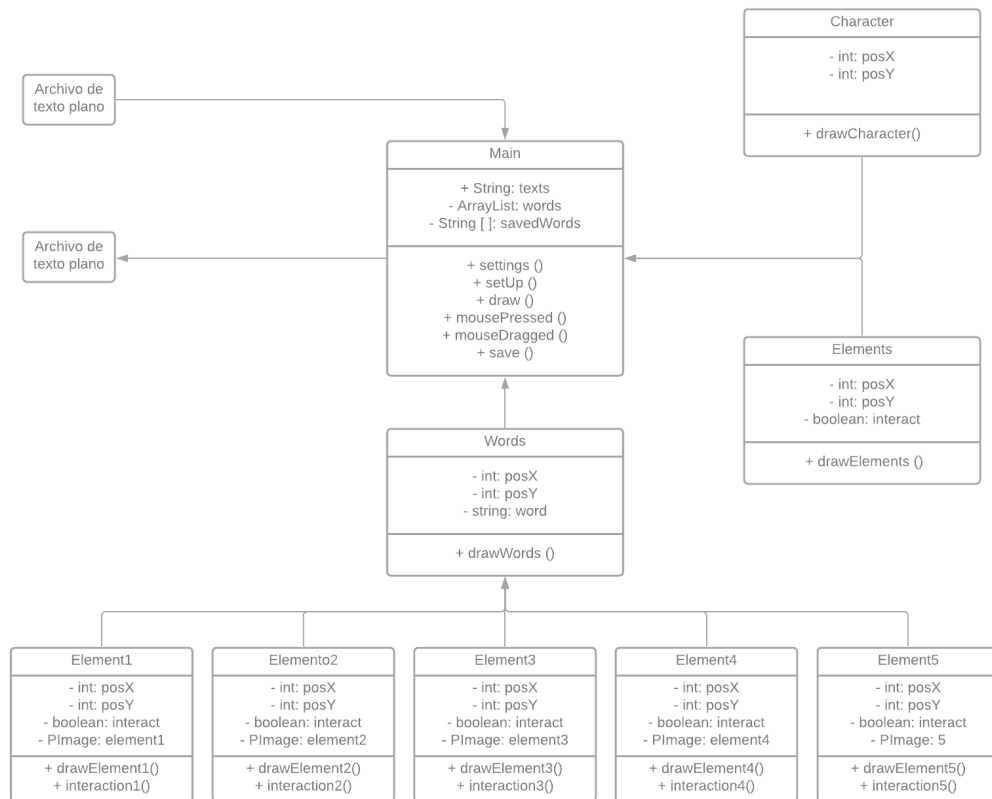 Character
- int: posX
- int: posY
+ drawCharacter()
Archivo de
texto plano
Main
+ String: texts
- ArrayList: words
- String [ ]: savedWords
+ settings ()
+ setUp ()
+ draw ()
+ mousePressed ()
+ mouseDragged ()
+ save ()
Archivo de
texto plano
Elements
- int: posX
- int: posY
- boolean: interact
+ drawElements ()
Words
- int: posX
- int: posY
- string: word
+ drawWords ()
Element1
- int: posX
- int: posY
- boolean: interact
- PImage: element1
+ drawElement1()
+ interaction1()
Elemento2
- int: posX
- int: posY
- boolean: interact
- PImage: element2
+ drawElement2()
+ interaction2()
Element3
- int: posX
- int: posY
- boolean: interact
- PImage: element3
+ drawElement3()
+ interaction3()
Element4
- int: posX
- int: posY
- boolean: interact
- PImage: element4
+ drawElement4()
+ interaction4()
Element5
- int: posX
- int: posY
- boolean: interact
- PImage: 5
+ drawElement5()
+ interaction5()